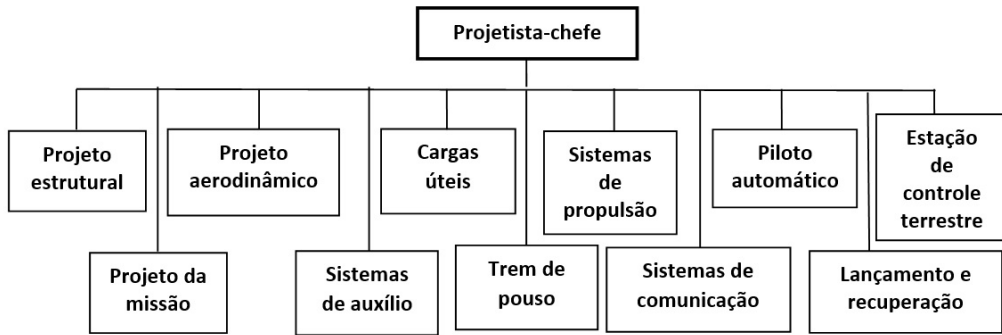 Projetista-chefe
Projeto
estrutural
Projeto
aerodinâmico
Cargas
úteis
Sistemas
de
propulsão
Piloto
automático
Estação
de
controle
terrestre
Projeto da
missão
Sistemas
de auxílio
Trem de
pouso
Sistemas de
comunicação
Lançamento e
recuperação